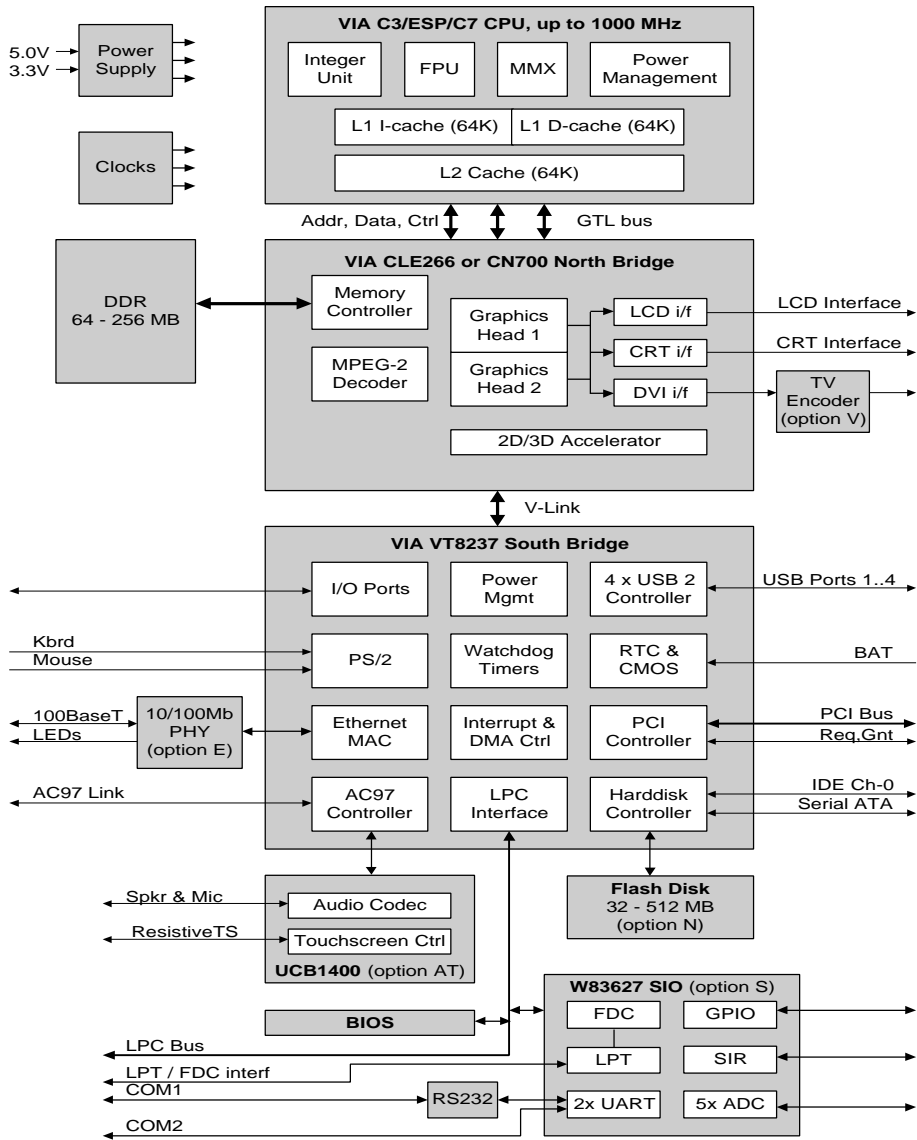 VIA C3/ESP/C7 CPU, up to 1000 MHz
5.0V
3.3V
Power
Supply
Integer
Unit
FPU
MMX
Power
Management
L1 I-cache (64K)
L1 D-cache (64K)
Clocks
L2 Cache (64K)
Addr, Data, Ctrl
GTL bus
VIA CLE266 or CN700 North Bridge
DDR
64 - 256 MB
Memory
Controller
Graphics
Head 1
LCD i/f
LCD Interface
CRT i/f
CRT Interface
MPEG-2
Decoder
Graphics
Head 2
DVI i/f
TV
Encoder
(option V)
2D/3D Accelerator
V-Link
VIA VT8237 South Bridge
I/O Ports
Power
Mgmt
4 x USB 2
Controller
USB Ports 1..4
Kbrd
Mouse
PS/2
Watchdog
Timers
RTC &
CMOS
BAT
100BaseT
LEDs
10/100Mb
PHY
(option E)
Ethernet
MAC
Interrupt &
DMA Ctrl
PCI
Controller
PCI Bus
Req,Gnt
AC97 Link
AC97
Controller
LPC
Interface
Harddisk
Controller
IDE Ch-0
Serial ATA
Spkr & Mic
Audio Codec
ResistiveTS
Touchscreen Ctrl
UCB1400 (option AT)
Flash Disk
32 - 512 MB
(option N)
W83627 SIO (option S)
BIOS
FDC
GPIO
LPC Bus
LPT / FDC interf
LPT
SIR
COM1
RS232
2x UART
5x ADC
COM2